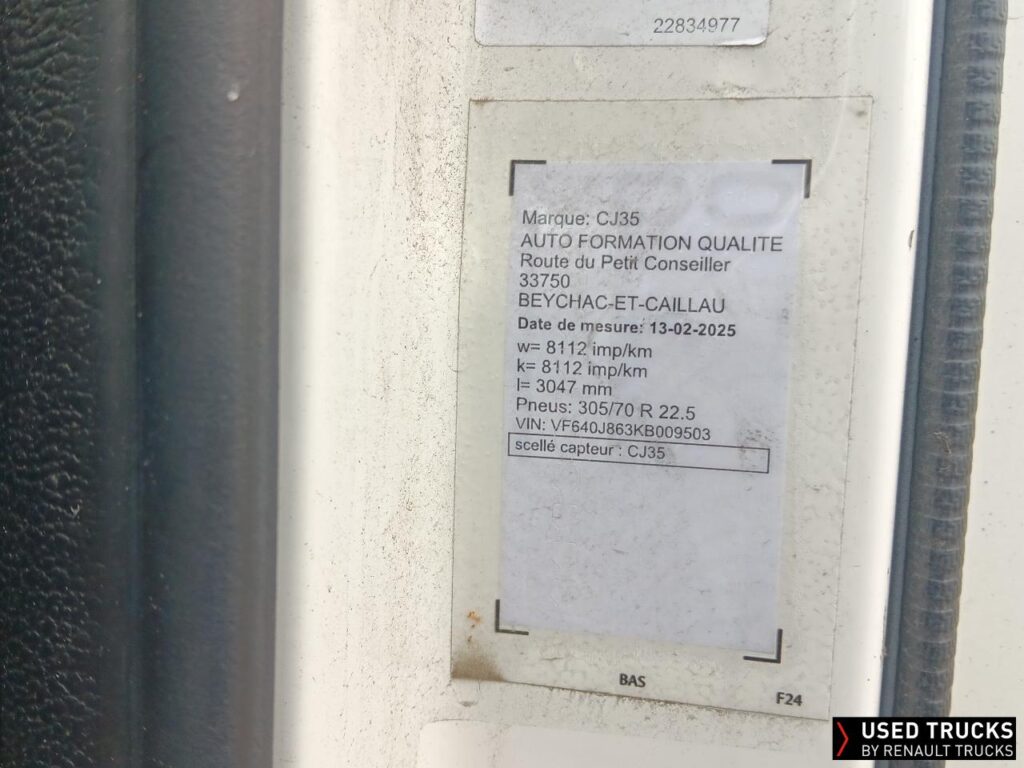 22834977
Marque: CJ35
AUTO FORMATION QUALITE
Route du Petit Conseiller
33750
BEYCHAC-ET-CAILLAU
Date de mesure: 13-02-2025
w= 8112 imp/km
k= 8112 imp/km
l= 3047 mm
Pneus: 305/70 R 22.5
VIN: VF640J863KB009503
scellé capteur : CJ35
BAS
F24
USED TRUCKS
BY RENAULT TRUCKS